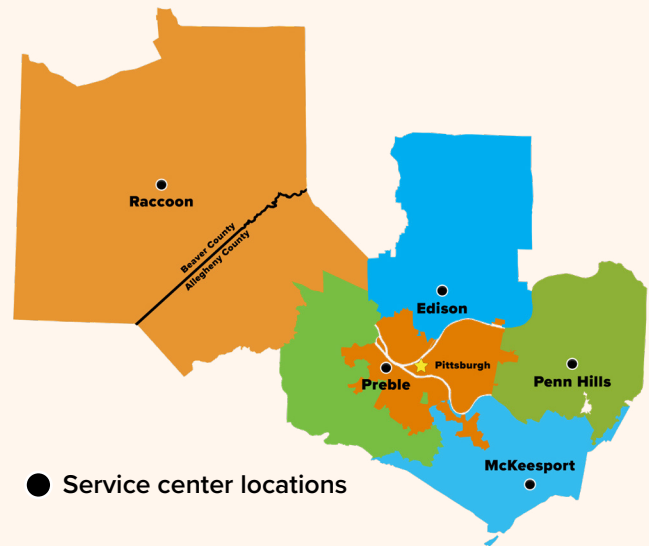 Raccoon
Beaver County
Allegheny County
Edison
Pittsburgh
Preble
Penn Hills
McKeesport
Service center locations